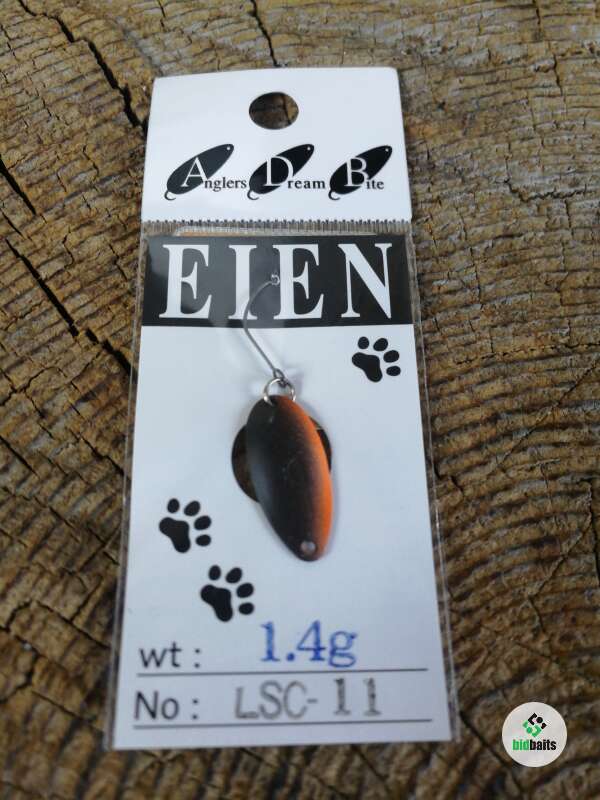 Anglers Dream Bite
EIEN
wt : 1.4g
No : LSC-11
bidbaits